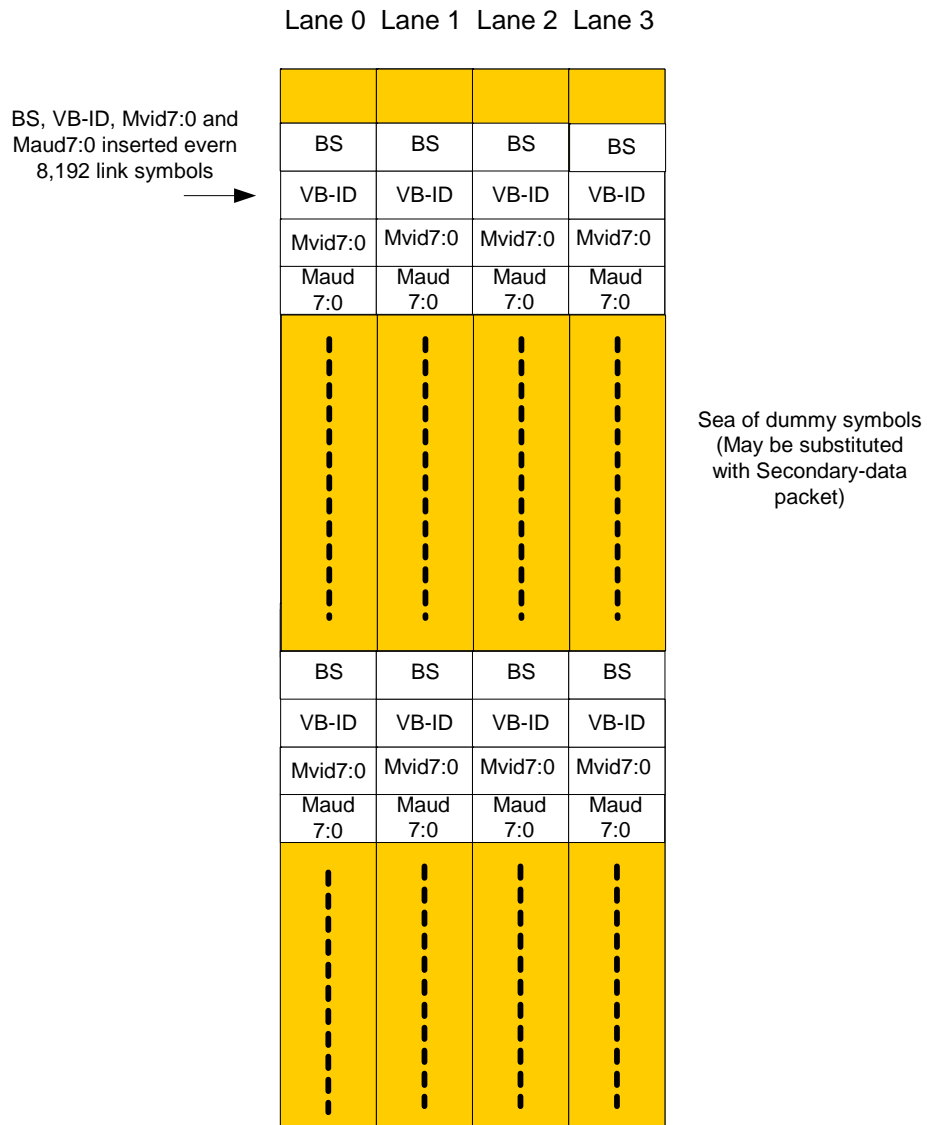 Lane 0 Lane 1 Lane 2 Lane 3
BS, VB-ID, Mvid7:0 and
Maud7:0 inserted evern
8,192 link symbols
BS BS BS BS
VB-ID VB-ID VB-ID VB-ID
Mvid7:0 Mvid7:0 Mvid7:0 Mvid7:0
Maud Maud Maud Maud
7:0 7:0 7:0 7:0
Sea of dummy symbols
(May be substituted
with Secondary-data
packet)
BS BS BS BS
VB-ID VB-ID VB-ID VB-ID
Mvid7:0 Mvid7:0 Mvid7:0 Mvid7:0
Maud Maud Maud Maud
7:0 7:0 7:0 7:0